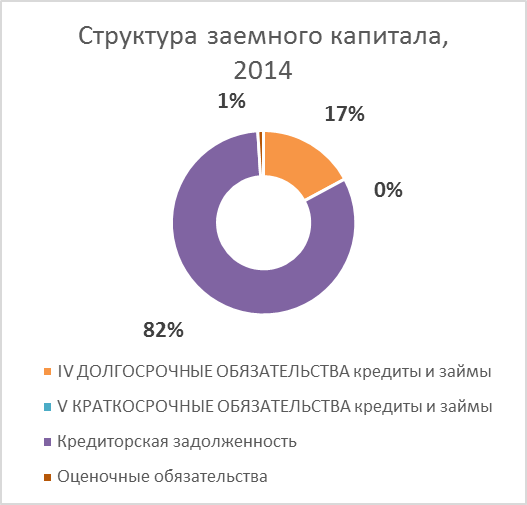 Структура заемного капитала,
2014
1%
17%
0%
82%
IV ДОЛГОСРОЧНЫЕ ОБЯЗАТЕЛЬСТВА кредиты и займы
V КРАТКОСРОЧНЫЕ ОБЯЗАТЕЛЬСТВА кредиты и займы
Кредиторская задолженность
Оценочные обязательства